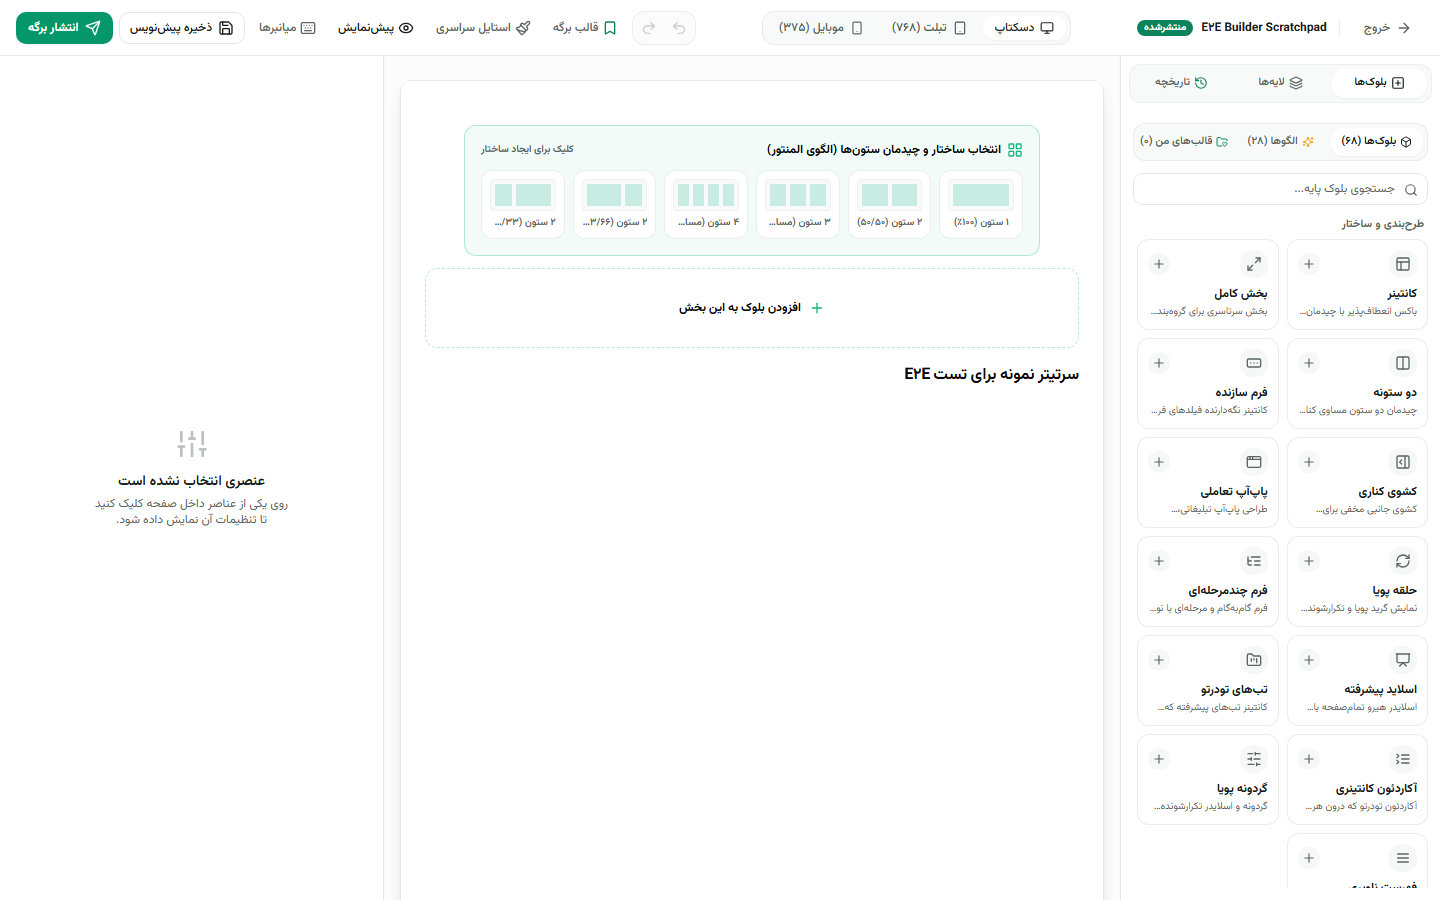 خروج
E۲E Builder Scratchpad
منتشرشده
دسکتاپ
تبلت (۷۶۸)
موبایل (۳۷۵)
قالب برگه
استایل سراسری
پیش‌نمایش
میانبرها
ذخیره پیش‌نویس
انتشار برگه
بلوک‌ها
لایه‌ها
تاریخچه
بلوک‌ها (۶۸)
الگوها (۲۸)
قالب‌های من (۰)
جستجوی بلوک پایه...
طرح‌بندی و ساختار
کانتینر
باکس انعطاف‌پذیر با چیدمان...
بخش کامل
بخش سرتاسری برای گروه‌بند...
دو ستونه
چیدمان دو ستون مساوی کنا...
فرم سازنده
کانتینر نگه‌دارنده فیلدهای فر...
کشوی کناری
کشوی جانبی مخفی برای...
پاپ‌آپ تعاملی
طراحی پاپ‌آپ تبلیغاتی،...
حلقه پویا
نمایش گرید پویا و تکرارشوند...
فرم چندمرحله‌ای
فرم گام‌به‌گام و مرحله‌ای با نو...
اسلاید پیشرفته
اسلایدر هیرو تمام‌صفحه با...
تب‌های تودرتو
کانتینر تب‌های پیشرفته که...
آکاردئون کانتینری
آکاردئون تودرتو که درون هر...
گردونه پویا
گردونه و اسلایدر تکرارشونده...
انتخاب ساختار و چیدمان ستون‌ها (الگوی المنتور)
کلیک برای ایجاد ساختار
۱ ستون (۱۰۰٪)
۲ ستون (۵۰/۵۰)
۳ ستون (مسا...
۴ ستون (مسا...
۲ ستون (۳/۶۶...
۲ ستون (۳۳/...
افزودن بلوک به این بخش
سرتیتر نمونه برای تست E۲E
عنصری انتخاب نشده است
روی یکی از عناصر داخل صفحه کلیک کنید
تا تنظیمات آن نمایش داده شود.